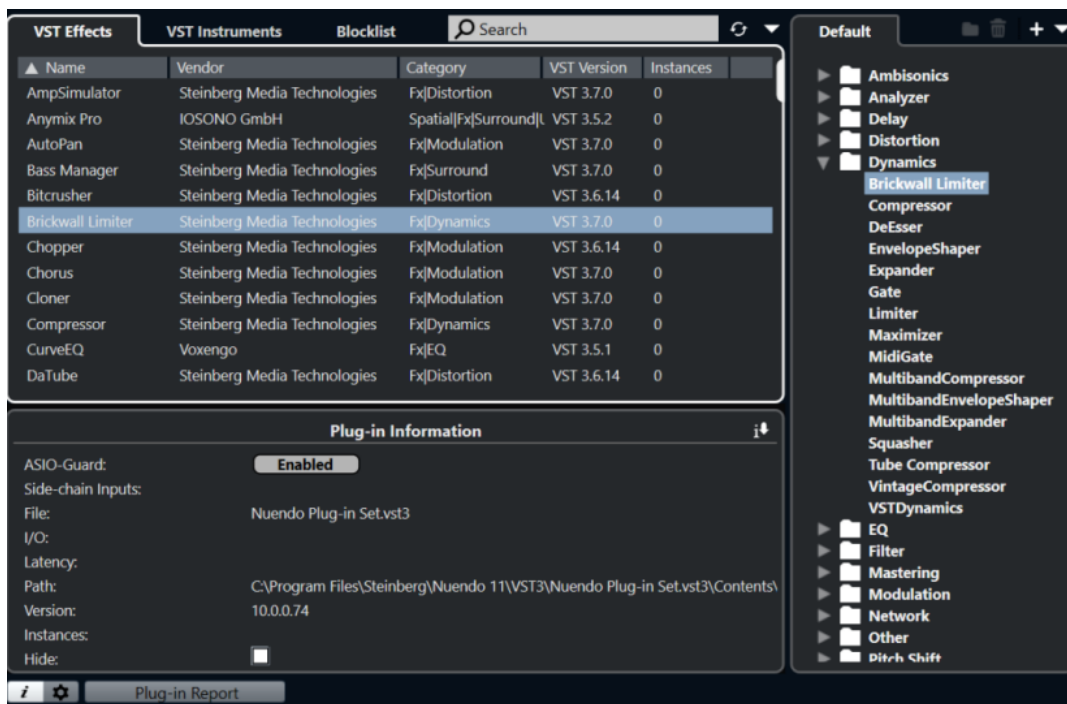 VST Effects VST Instruments Blocklist Search
Name Vendor Category VST Version Instances
AmpSimulator Steinberg Media Technologies Fx|Distortion VST 3.7.0 0
Anymix Pro IOSONO GmbH Spatial|Fx|Surround|U VST 3.5.2 0
AutoPan Steinberg Media Technologies Fx|Modulation VST 3.7.0 0
Bass Manager Steinberg Media Technologies Fx|Surround VST 3.7.0 0
Bitcrusher Steinberg Media Technologies Fx|Distortion VST 3.6.14 0
Brickwall Limiter Steinberg Media Technologies Fx|Dynamics VST 3.7.0 0
Chopper Steinberg Media Technologies Fx|Modulation VST 3.6.14 0
Chorus Steinberg Media Technologies Fx|Modulation VST 3.7.0 0
Cloner Steinberg Media Technologies Fx|Modulation VST 3.7.0 0
Compressor Steinberg Media Technologies Fx|Dynamics VST 3.7.0 0
CurveEQ Voxengo Fx|EQ VST 3.5.1 0
DaTube Steinberg Media Technologies Fx|Distortion VST 3.6.14 0
Plug-in Information i
ASIO-Guard: Enabled
Side-chain Inputs:
File: Nuendo Plug-in Set.vst3
I/O:
Latency:
Path: C:\Program Files\Steinberg\Nuendo 11\VST3\Nuendo Plug-in Set.vst3\Contents\
Version: 10.0.0.74
Instances:
Hide:
i Plug-in Report
Default
Ambisonics
Analyzer
Delay
Distortion
Dynamics
Brickwall Limiter
Compressor
DeEsser
EnvelopeShaper
Expander
Gate
Limiter
Maximizer
MidiGate
MultibandCompressor
MultibandEnvelopeShaper
MultibandExpander
Squasher
Tube Compressor
VintageCompressor
VSTDynamics
EQ
Filter
Mastering
Modulation
Network
Other
Pitch Shift